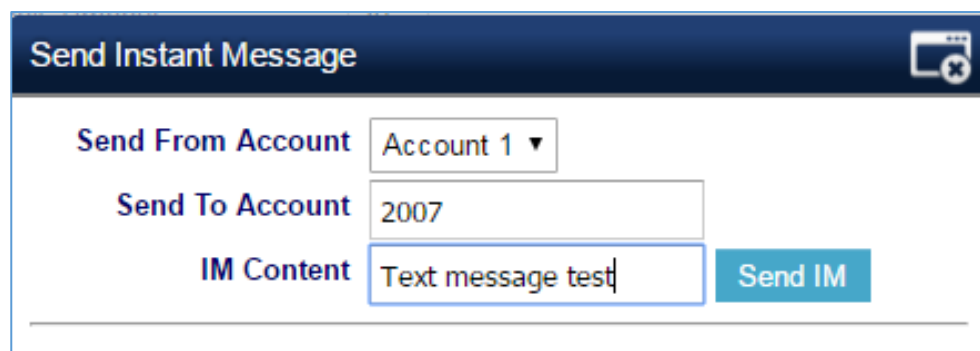 Send Instant Message
Send From Account Account 1
Send To Account 2007
IM Content Text message test Send IM